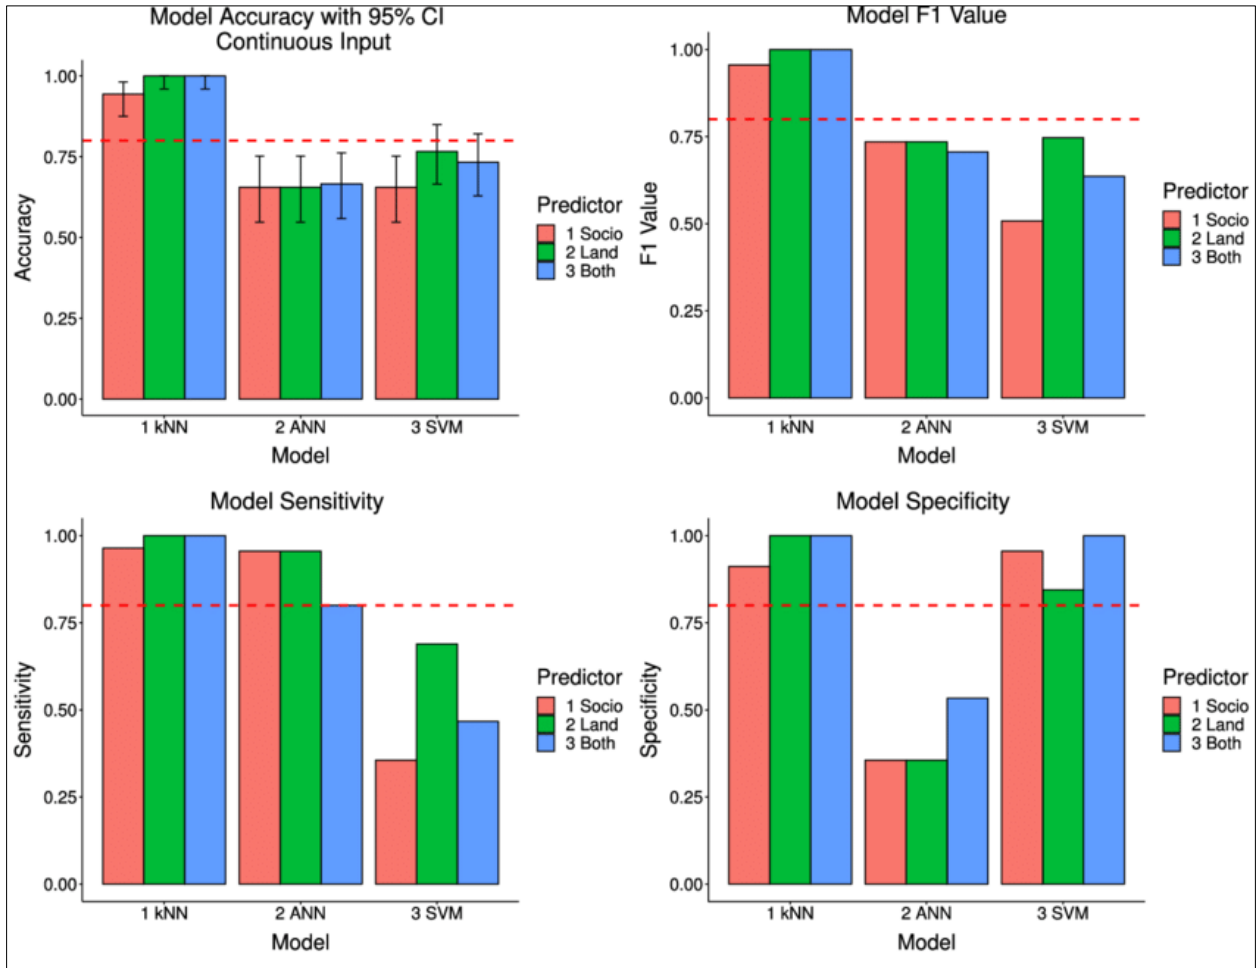 Model Accuracy with 95% CI
Continuous Input
1.00
0.75
0.50
0.25
0.00
Accuracy
1 kNN
2 ANN
3 SVM
Model
Predictor
1 Socio
2 Land
3 Both
Model F1 Value
1.00
0.75
0.50
0.25
0.00
F1 Value
1 kNN
2 ANN
3 SVM
Model
Predictor
1 Socio
2 Land
3 Both
Model Sensitivity
1.00
0.75
0.50
0.25
0.00
Sensitivity
1 kNN
2 ANN
3 SVM
Model
Predictor
1 Socio
2 Land
3 Both
Model Specificity
1.00
0.75
0.50
0.25
0.00
Specificity
1 kNN
2 ANN
3 SVM
Model
Predictor
1 Socio
2 Land
3 Both